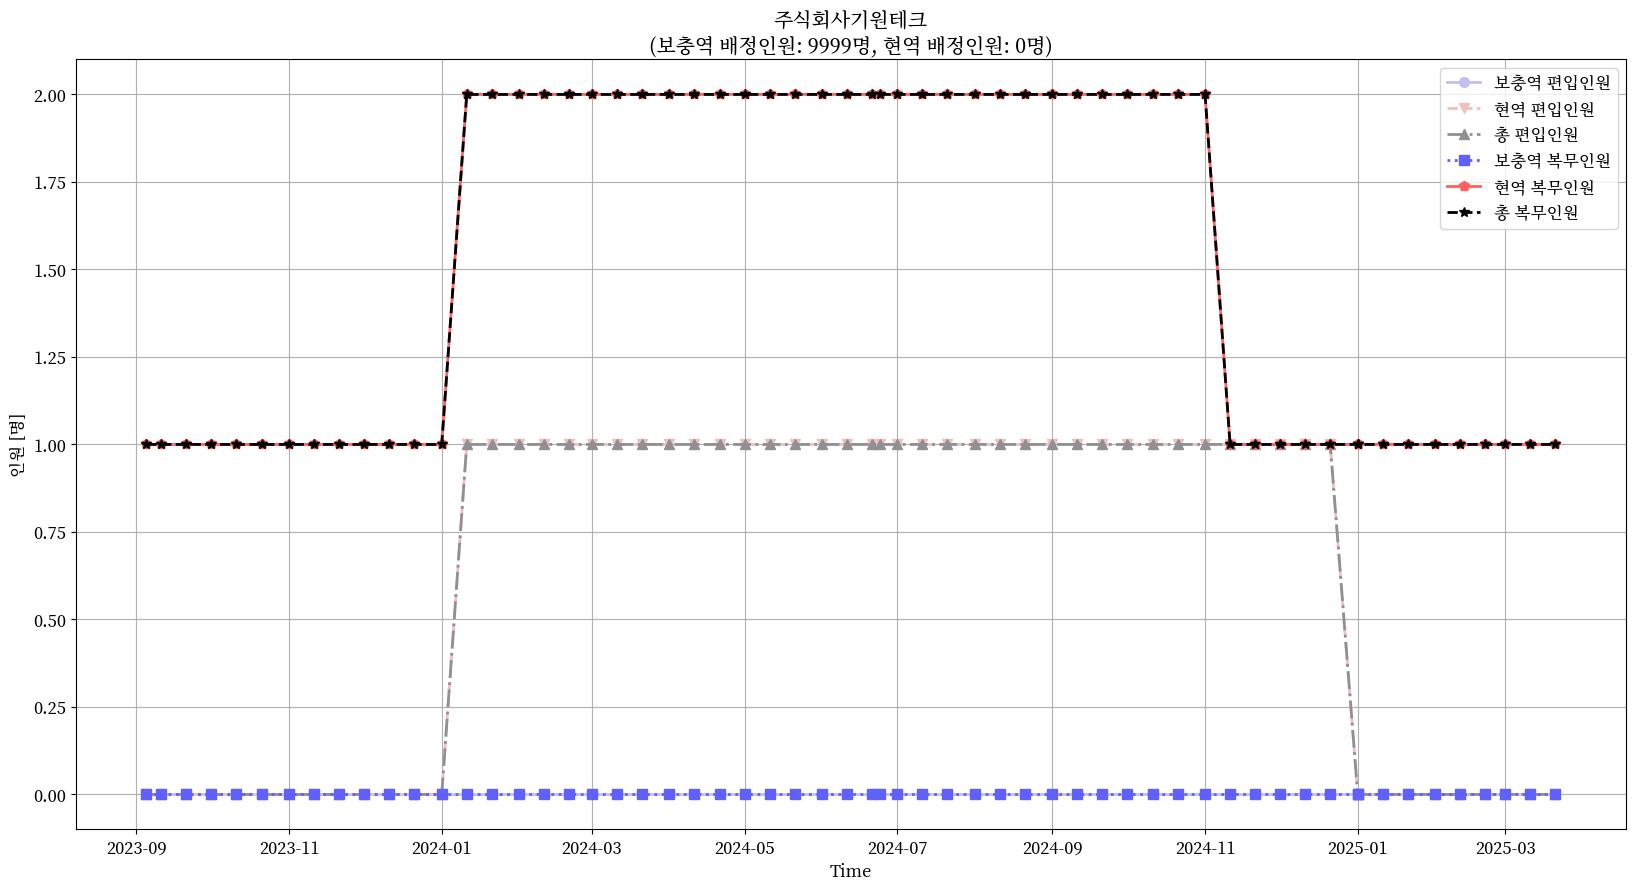 주식회사기원테크
(보충역 배정인원: 9999명, 현역 배정인원: 0명)
보충역 편입인원
현역 편입인원
총 편입인원
보충역 복무인원
현역 복무인원
총 복무인원
인원 [명]
2.00
1.75
1.50
1.25
1.00
0.75
0.50
0.25
0.00
2023-09
2023-11
2024-01
2024-03
2024-05
2024-07
2024-09
2024-11
2025-01
2025-03
Time